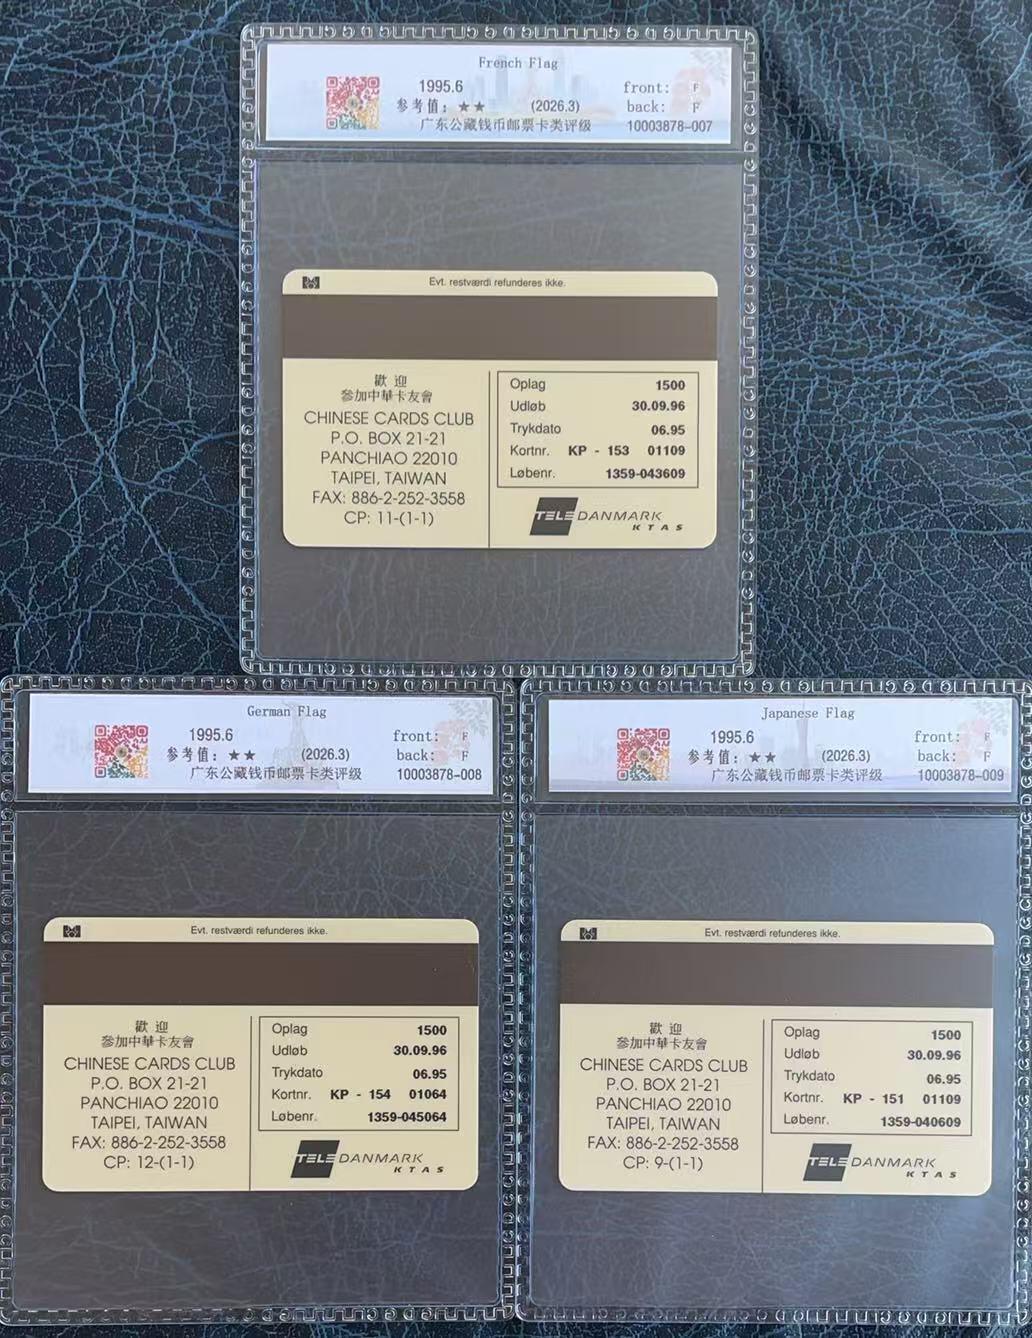 French Flag
1995.6
front: F
参考值：★★ (2026.3)
back: F
广东公藏钱币邮票卡类评级
10003878-007
Evt. restværdi refunderes ikke.
歡 迎
參加中華卡友會
CHINESE CARDS CLUB
P.O. BOX 21-21
PANCHIAO 22010
TAIPEI, TAIWAN
FAX: 886-2-252-3558
CP: 11-(1-1)
Oplag 1500
Udløb 30.09.96
Trykdato 06.95
Kortnr. KP - 153 01109
Løbenr. 1359-043609
TELE DANMARK
KTAS
German Flag
1995.6
front: F
参考值：★★ (2026.3)
back: F
广东公藏钱币邮票卡类评级
10003878-008
Evt. restværdi refunderes ikke.
歡 迎
參加中華卡友會
CHINESE CARDS CLUB
P.O. BOX 21-21
PANCHIAO 22010
TAIPEI, TAIWAN
FAX: 886-2-252-3558
CP: 12-(1-1)
Oplag 1500
Udløb 30.09.96
Trykdato 06.95
Kortnr. KP - 154 01064
Løbenr. 1359-045064
TELE DANMARK
KTAS
Japanese Flag
1995.6
front: F
参考值：★★ (2026.3)
back: F
广东公藏钱币邮票卡类评级
10003878-009
Evt. restværdi refunderes ikke.
歡 迎
參加中華卡友會
CHINESE CARDS CLUB
P.O. BOX 21-21
PANCHIAO 22010
TAIPEI, TAIWAN
FAX: 886-2-252-3558
CP: 9-(1-1)
Oplag 1500
Udløb 30.09.96
Trykdato 06.95
Kortnr. KP - 151 01109
Løbenr. 1359-040609
TELE DANMARK
KTAS